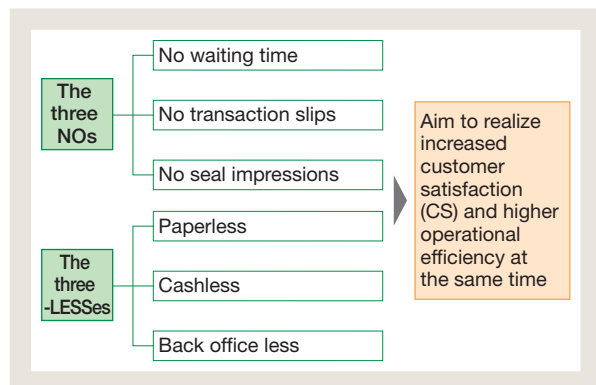 The
three
NOs
No waiting time
No transaction slips
No seal impressions
The
three
-LESSes
Paperless
Cashless
Back office less
Aim to realize
increased
customer
satisfaction
(CS) and higher
operational
efficiency at
the same time